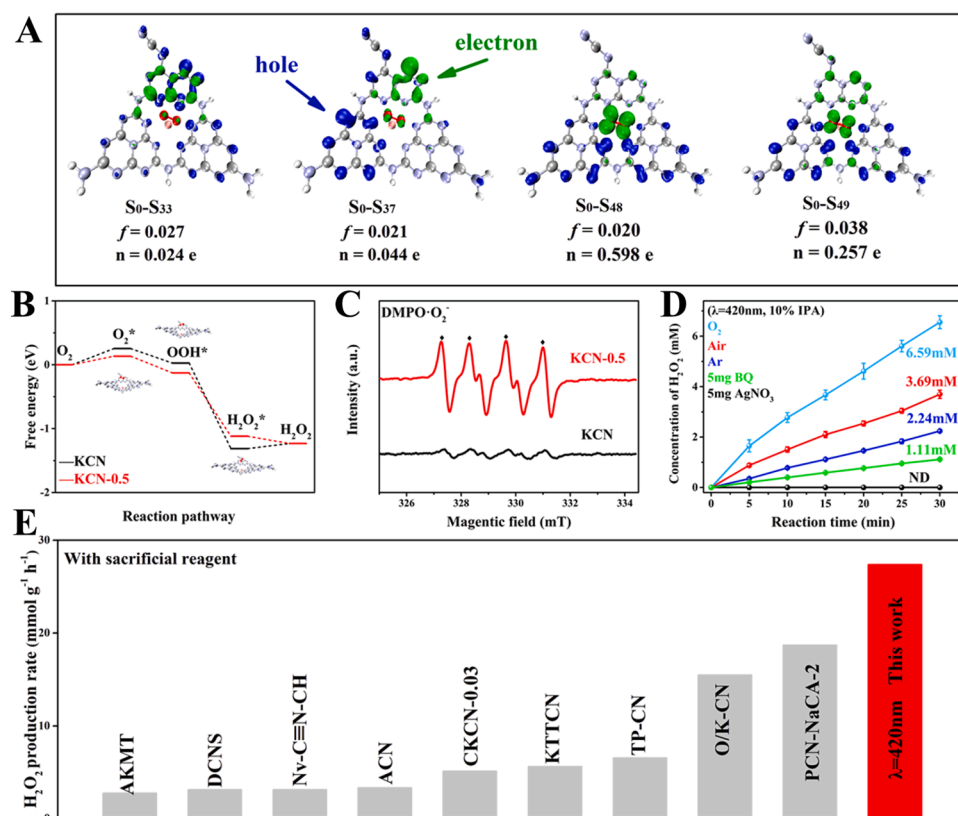 A
hole
electron
S0-S33
f = 0.027
n = 0.024 e
S0-S37
f = 0.021
n = 0.044 e
S0-S48
f = 0.020
n = 0.598 e
S0-S49
f = 0.038
n = 0.257 e
B
Free energy (eV)
1
0
-1
-2
O2
O2*
OOH*
H2O2*
H2O2
KCN
KCN-0.5
Reaction pathway
C
Intensity (a.u.)
DMPO·O2-
KCN-0.5
KCN
326 328 330 332 334
Magentic field (mT)
D
Concentration of H2O2 (mM)
6
4
2
0
(λ=420nm, 10% IPA)
O2
Air
Ar
5mg BQ
5mg AgNO3
6.59mM
3.69mM
2.24mM
1.11mM
ND
0 5 10 15 20 25 30
Reaction time (min)
E
H2O2 production rate (mmol g-1 h-1)
30
20
10
With sacrificial reagent
AKMT
DCNS
Nv-C≡N-CH
ACN
CKCN-0.03
KTTCN
TP-CN
O/K-CN
PCN-NaCA-2
λ=420nm This work